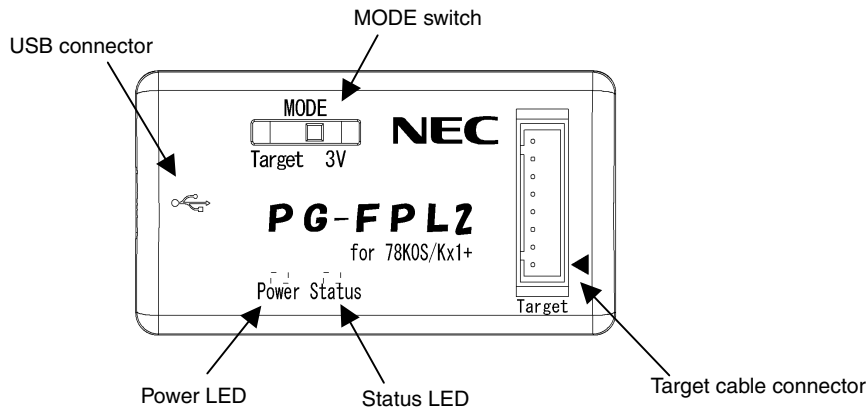 MODE switch
USB connector
MODE
NEC
Target 3V
PG-FPL2
for 78K0S/Kx1+
Power Status
Target
Power LED
Status LED
Target cable connector